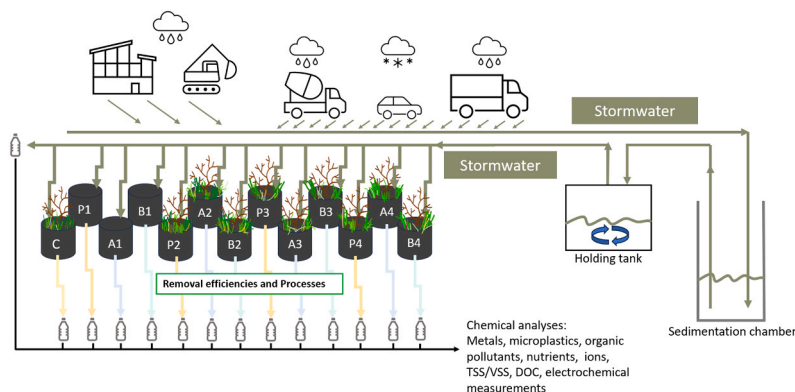 Stormwater
Stormwater
P1
B1
A2
P3
B3
A4
C
A1
P2
B2
A3
P4
B4
Holding tank
Removal efficiencies and Processes
Sedimentation chamber
Chemical analyses:
Metals, microplastics, organic
pollutants, nutrients, ions,
TSS/VSS, DOC, electrochemical
measurements